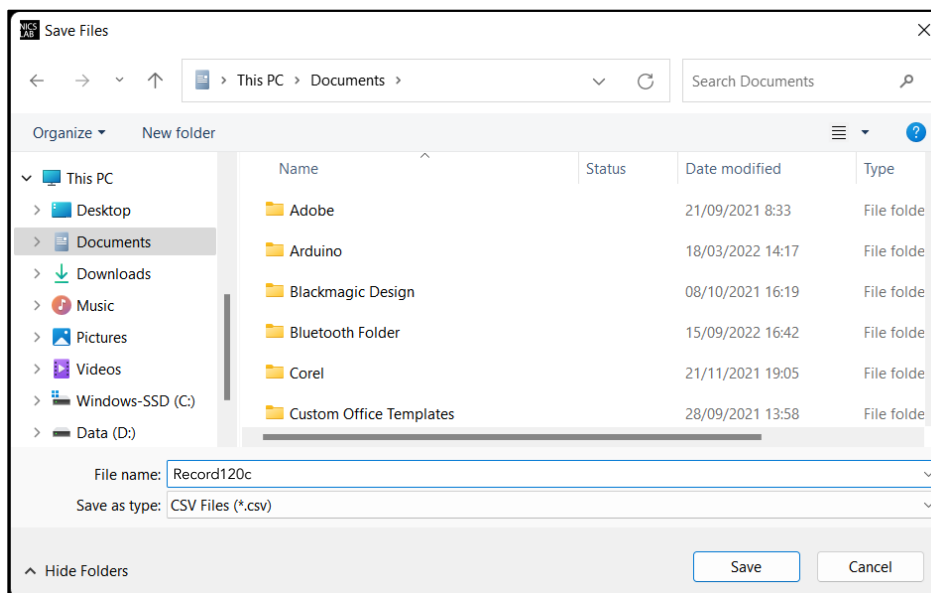 NICS
LAB
Save Files
This PC > Documents >
Search Documents
Organize
New folder
Name
Status
Date modified
Type
This PC
Desktop
Documents
Downloads
Music
Pictures
Videos
Windows-SSD (C:)
Data (D:)
Adobe 21/09/2021 8:33 File folde
Arduino 18/03/2022 14:17 File folde
Blackmagic Design 08/10/2021 16:19 File folde
Bluetooth Folder 15/09/2022 16:42 File folde
Corel 21/11/2021 19:05 File folde
Custom Office Templates 28/09/2021 13:58 File folde
File name: Record120c
Save as type: CSV Files (*.csv)
Hide Folders
Save
Cancel